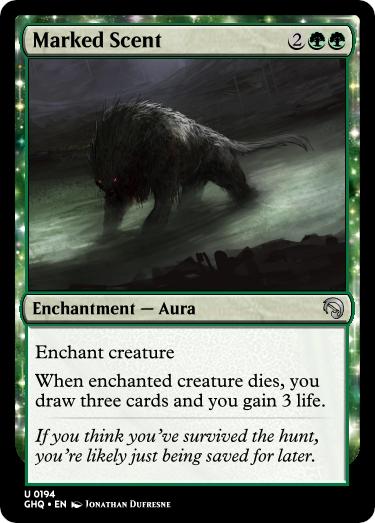 Marked Scent 2
Enchantment — Aura
Enchant creature
When enchanted creature dies, you
draw three cards and you gain 3 life.
If you think you've survived the hunt,
you're likely just being saved for later.
U 0194
GHQ • EN Jonathan Dufresne